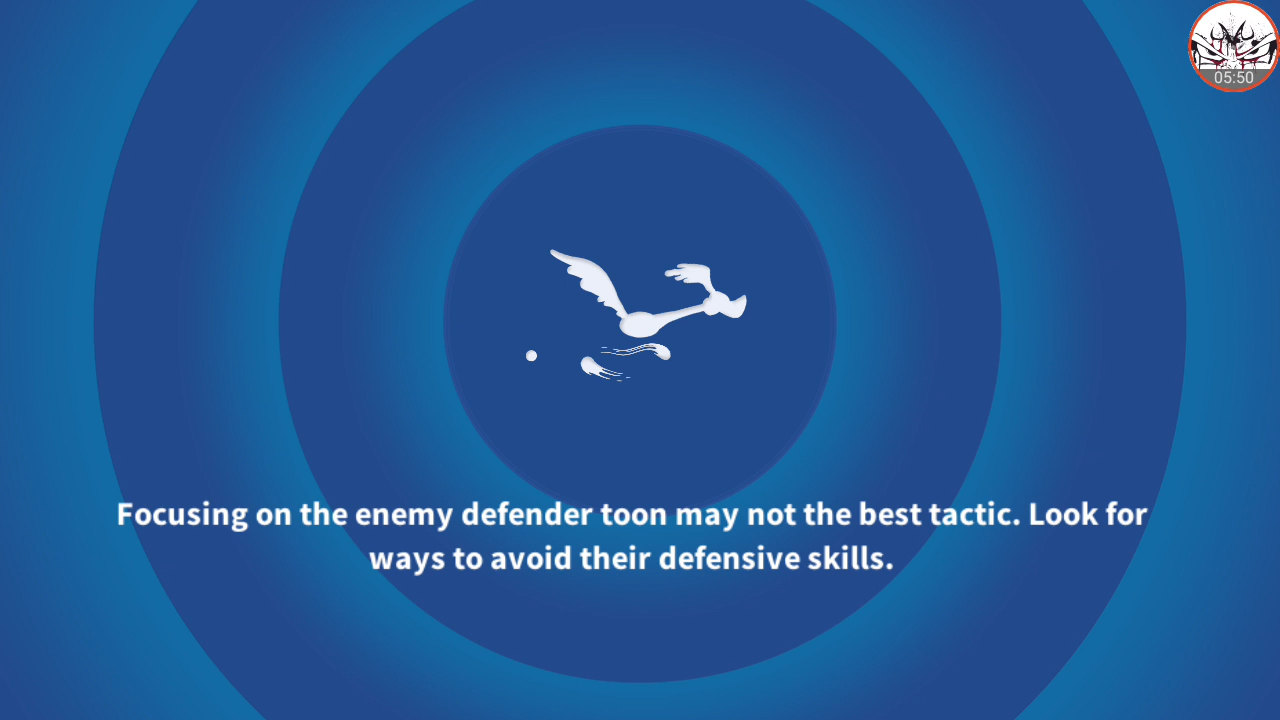 05:50
Focusing on the enemy defender toon may not the best tactic. Look for
ways to avoid their defensive skills.